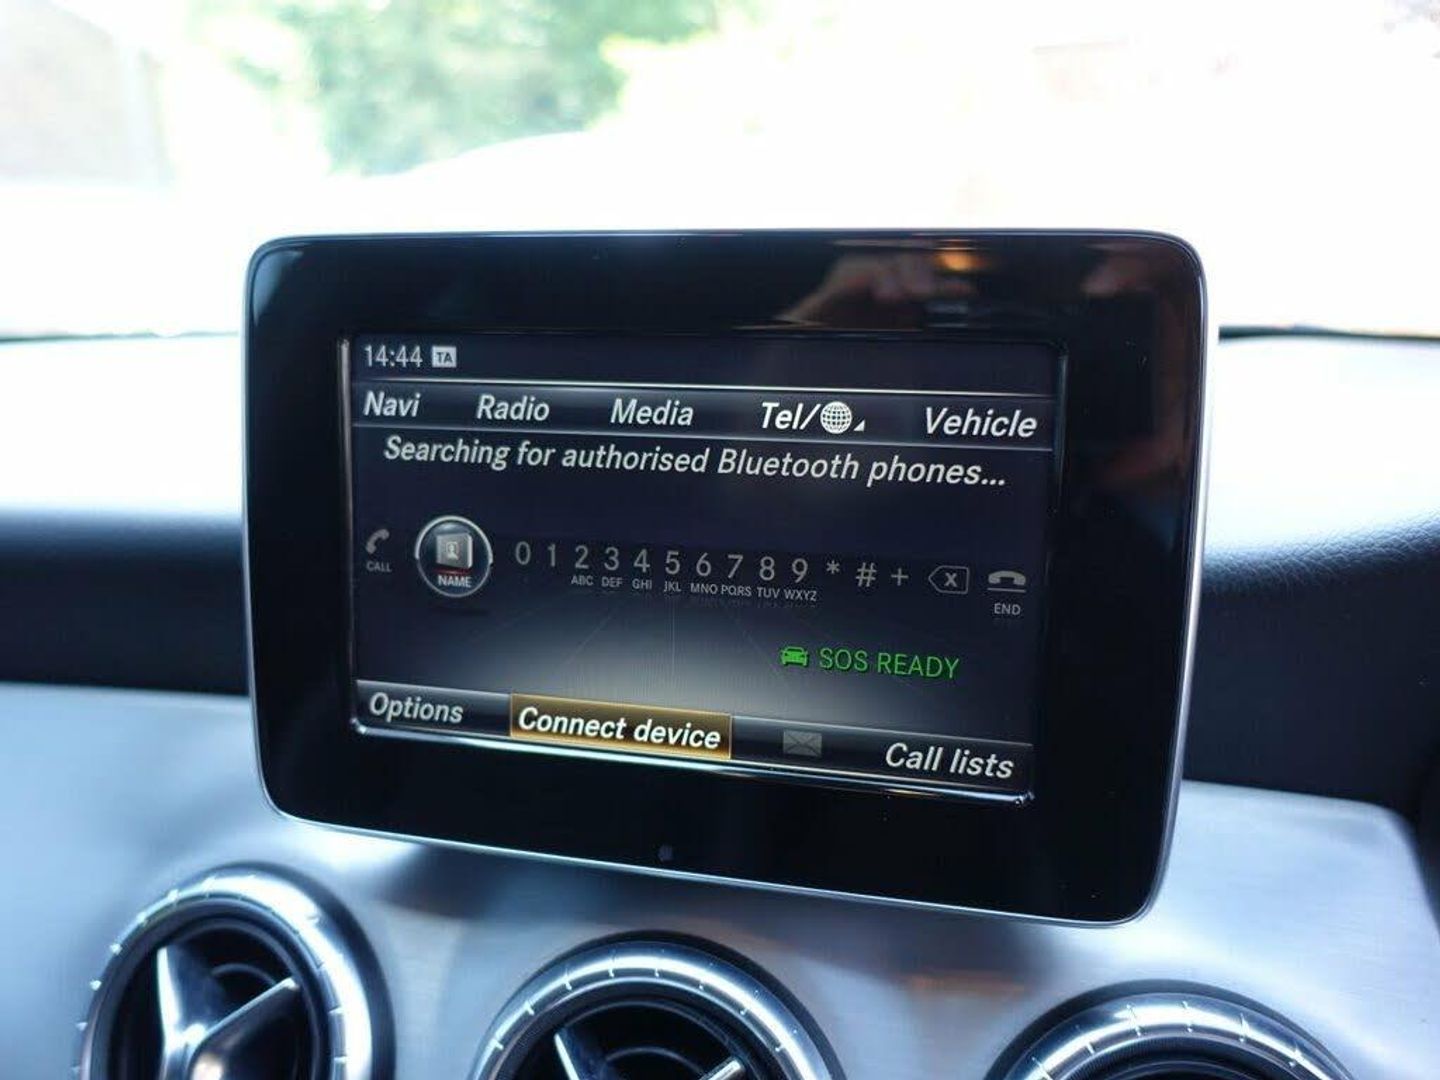 14:44 TA
Navi Radio Media Tel/ Vehicle
Searching for authorised Bluetooth phones...
CALL NAME 0 1 2 3 4 5 6 7 8 9 * # + X END
ABC DEF GHI JKL MNO PQRS TUV WXYZ
SOS READY
Options Connect device Call lists